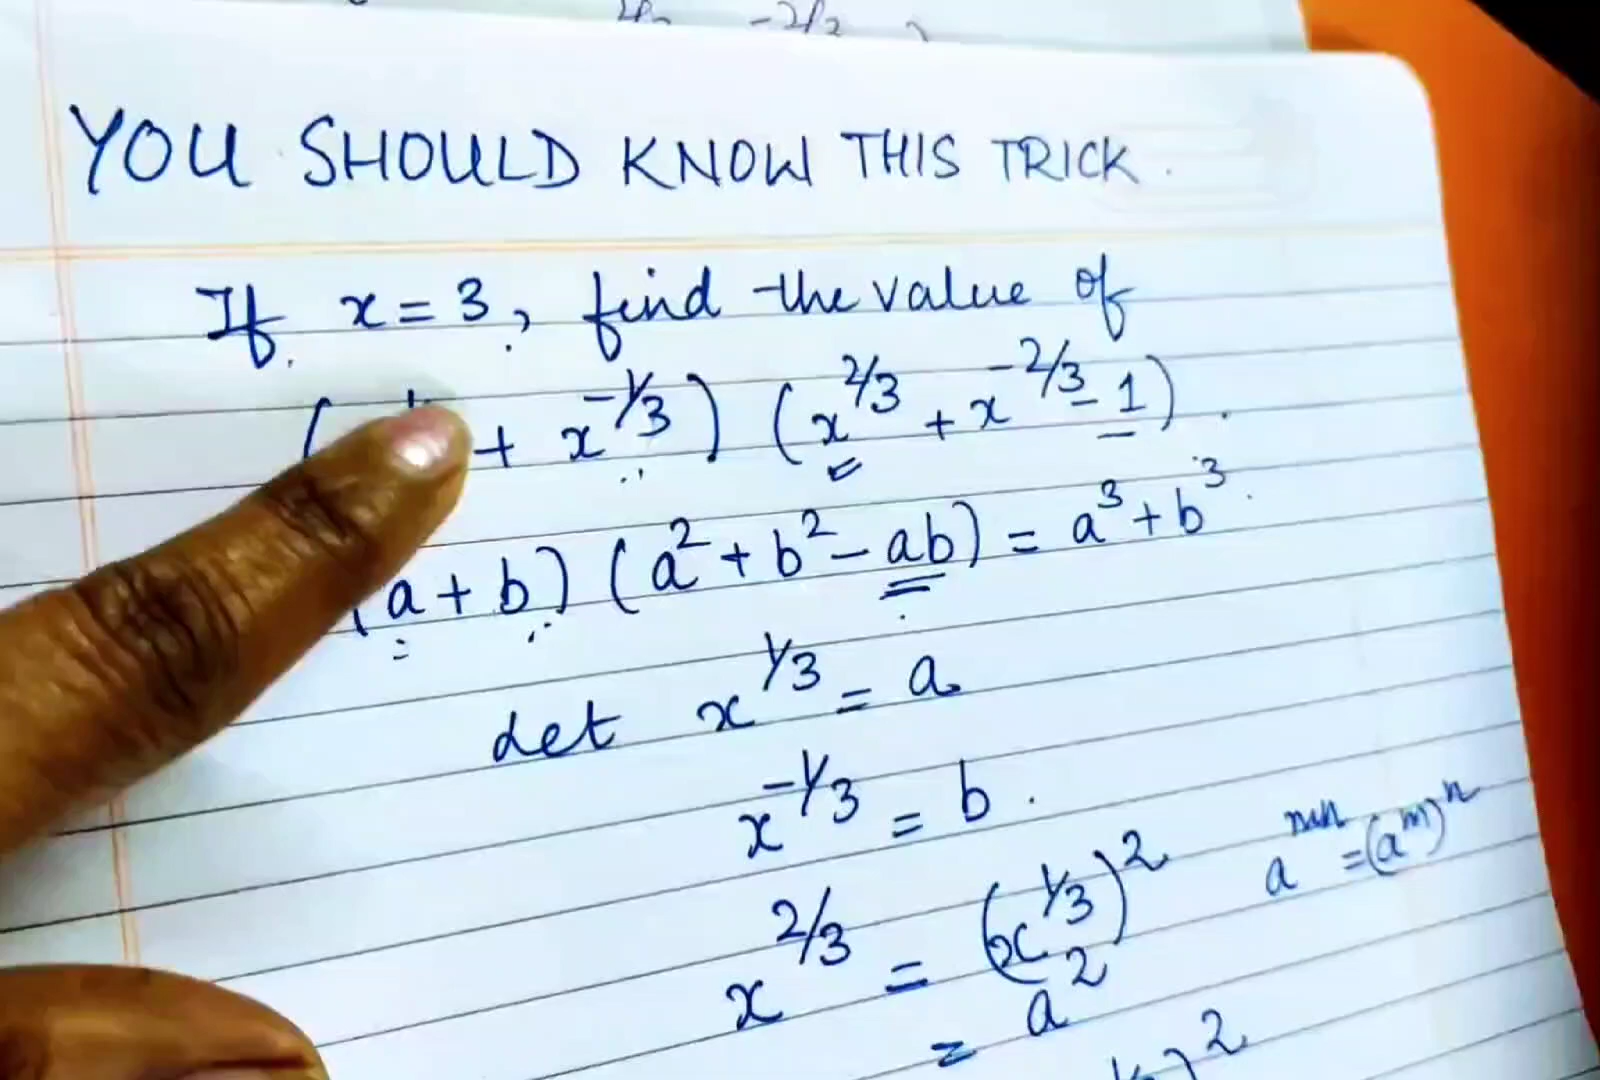 YOU SHOULD KNOW THIS TRICK.
If x = 3, find the value of
( + x^-1/3) (x^2/3 + x^-2/3 - 1).
(a + b) (a² + b² - ab) = a³ + b³.
Let x^1/3 = a
x^-1/3 = b.
a^mn = (a^m)^n
x^2/3 = (x^1/3)²
= a²